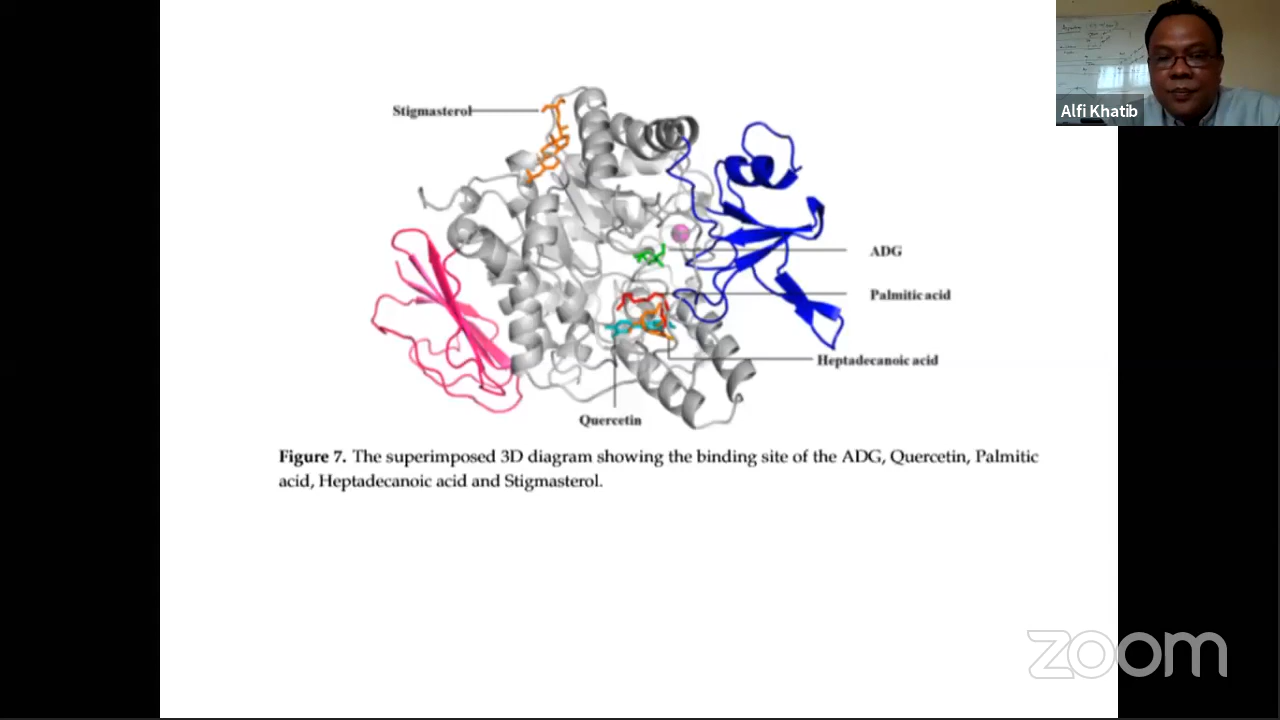 Alfi Khatib
Stigmasterol
ADG
Palmitic acid
Heptadecanoic acid
Quercetin
Figure 7. The superimposed 3D diagram showing the binding site of the ADG, Quercetin, Palmitic
acid, Heptadecanoic acid and Stigmasterol.
zoom